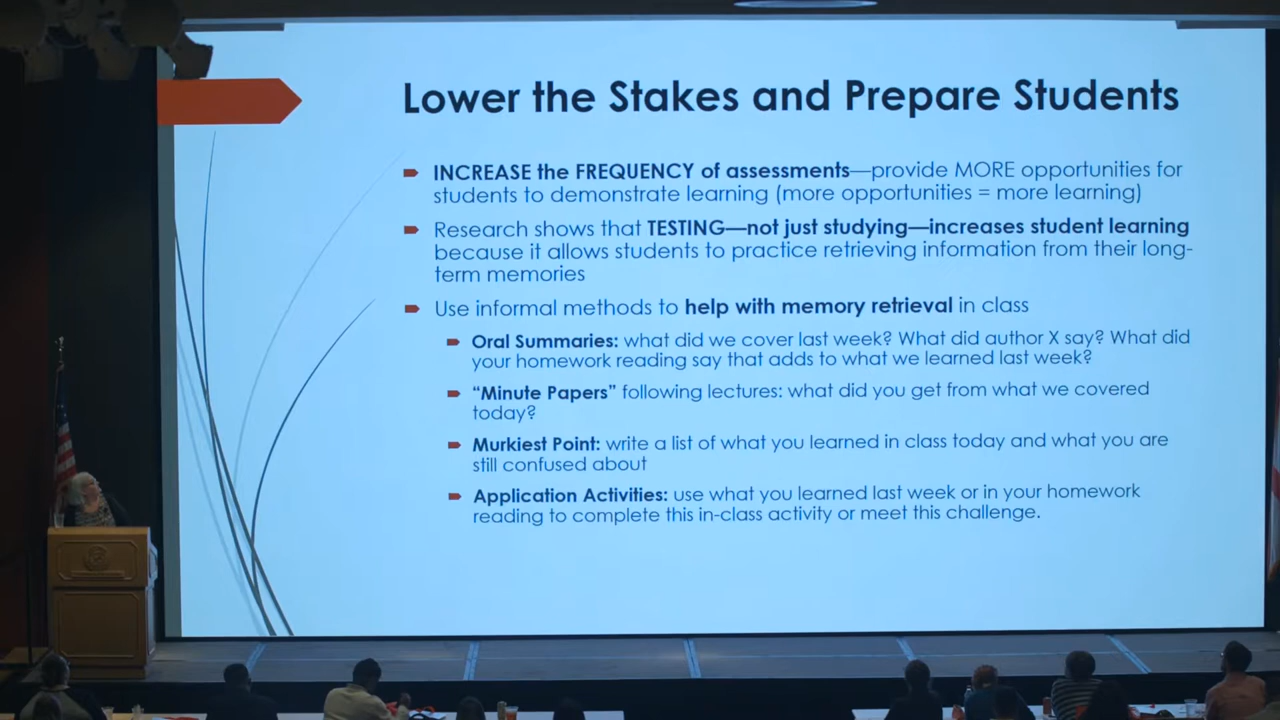 Lower the Stakes and Prepare Students
INCREASE the FREQUENCY of assessments—provide MORE opportunities for
students to demonstrate learning (more opportunities = more learning)
Research shows that TESTING—not just studying—increases student learning
because it allows students to practice retrieving information from their long-
term memories
Use informal methods to help with memory retrieval in class
Oral Summaries: what did we cover last week? What did author X say? What did
your homework reading say that adds to what we learned last week?
“Minute Papers” following lectures: what did you get from what we covered
today?
Murkiest Point: write a list of what you learned in class today and what you are
still confused about
Application Activities: use what you learned last week or in your homework
reading to complete this in-class activity or meet this challenge.